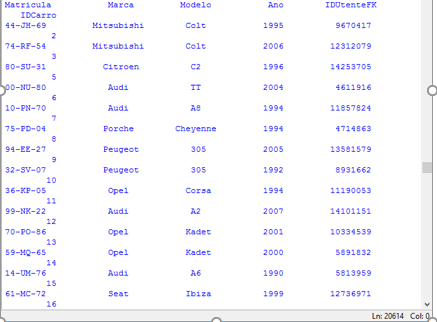 Matricula Marca Modelo Ano IDUtenteFK
IDCarro
44-JH-69 Mitsubishi Colt 1995 9670417
2
74-RF-54 Mitsubishi Colt 2006 12312079
3
80-SU-31 Citroen C2 1996 14253705
5
00-NU-80 Audi TT 2004 4611916
6
10-PN-70 Audi A8 1994 11857824
7
75-PD-04 Porche Cheyenne 1994 4714863
8
94-EE-27 Peugeot 305 2005 13581579
9
32-SV-07 Peugeot 305 1992 8931662
10
36-KP-05 Opel Corsa 1994 11190053
11
99-NK-22 Audi A2 2007 14101151
12
70-PO-86 Opel Kadet 2001 10334539
13
59-MQ-65 Opel Kadet 2000 5891832
14
14-UM-76 Audi A6 1990 5813959
15
61-MC-72 Seat Ibiza 1999 12736971
16
Ln: 20614 Col: 0